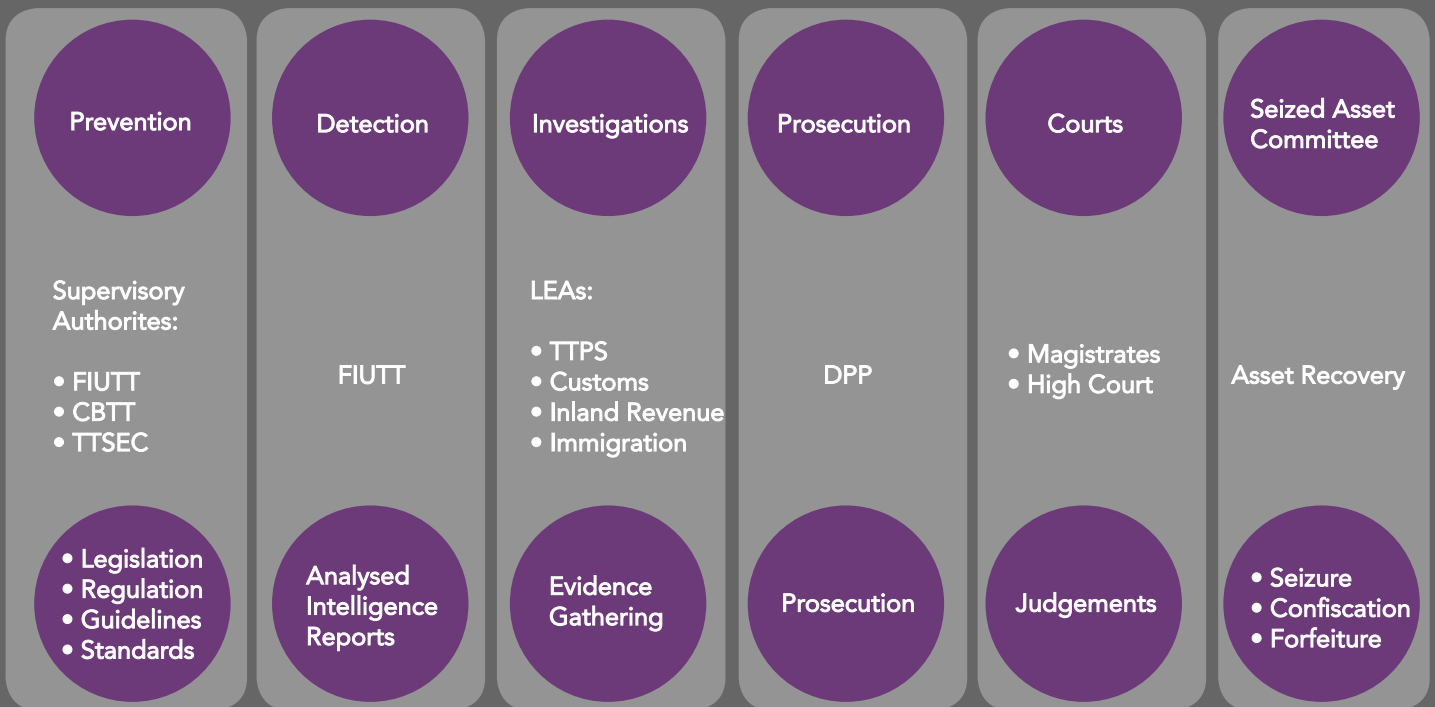 Prevention
Supervisory
Authorites:
• FIUTT
• CBTT
• TTSEC
• Legislation
• Regulation
• Guidelines
• Standards
Detection
FIUTT
Analysed
Intelligence
Reports
Investigations
LEAs:
• TTPS
• Customs
• Inland Revenue
• Immigration
Evidence
Gathering
Prosecution
DPP
Prosecution
Courts
• Magistrates
• High Court
Judgements
Seized Asset
Committee
Asset Recovery
• Seizure
• Confiscation
• Forfeiture